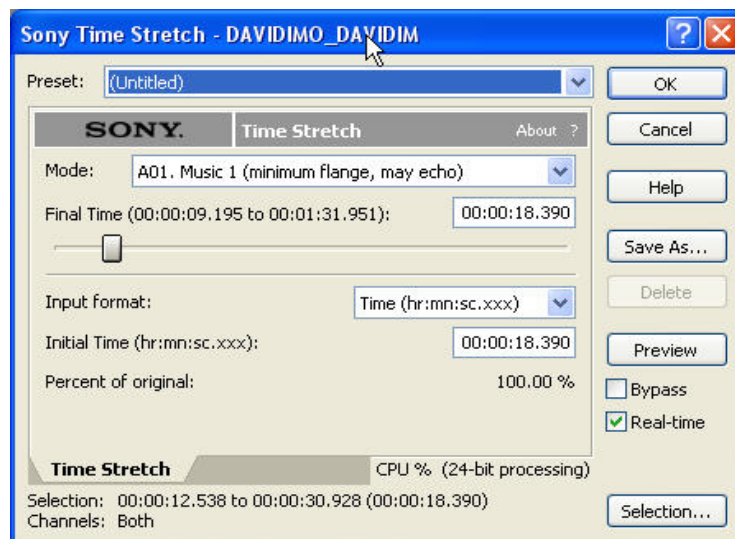 Sony Time Stretch - DAVIDIMO_DAVIDIM
Preset: (Untitled)
OK
SONY. Time Stretch About ?
Cancel
Mode: A01. Music 1 (minimum flange, may echo)
Help
Final Time (00:00:09.195 to 00:01:31.951): 00:00:18.390
Save As...
Input format: Time (hr:mn:sc.xxx)
Delete
Initial Time (hr:mn:sc.xxx): 00:00:18.390
Preview
Percent of original: 100.00 %
Bypass
Real-time
Time Stretch CPU % (24-bit processing)
Selection: 00:00:12.538 to 00:00:30.928 (00:00:18.390)
Channels: Both
Selection...